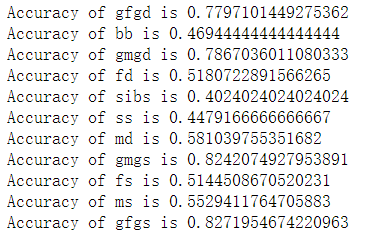 Accuracy of gfgd is 0.7797101449275362
Accuracy of bb is 0.46944444444444444
Accuracy of gmgd is 0.7867036011080333
Accuracy of fd is 0.5180722891566265
Accuracy of sibs is 0.4024024024024024
Accuracy of ss is 0.4479166666666667
Accuracy of md is 0.581039755351682
Accuracy of gmgs is 0.8242074927953891
Accuracy of fs is 0.5144508670520231
Accuracy of ms is 0.5529411764705883
Accuracy of gfgs is 0.8271954674220963